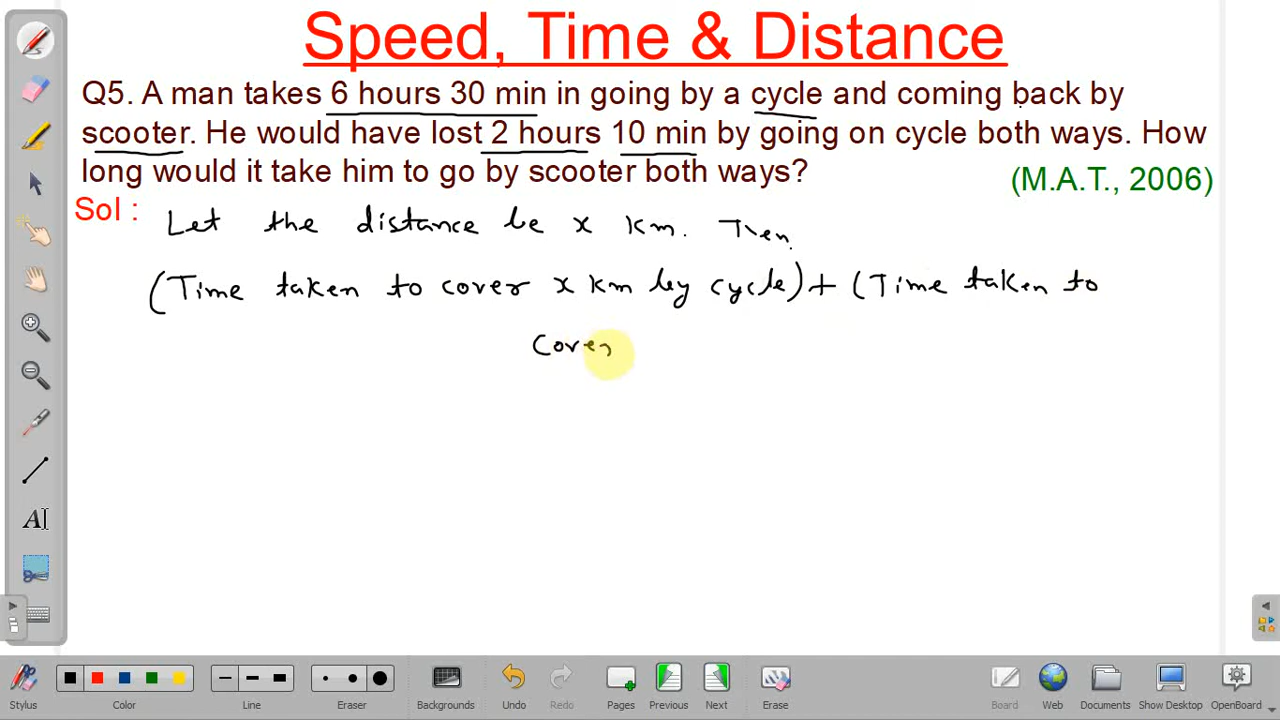 Speed, Time & Distance
Q5. A man takes 6 hours 30 min in going by a cycle and coming back by
scooter. He would have lost 2 hours 10 min by going on cycle both ways. How
long would it take him to go by scooter both ways?
(M.A.T., 2006)
Sol :
Let the distance be x km. Then
(Time taken to cover x km by cycle) + (Time taken to
cover
Stylus
Color
Line
Eraser
Backgrounds
Undo
Redo
Pages
Previous
Next
Erase
Board
Web
Documents
Show Desktop
OpenBoard